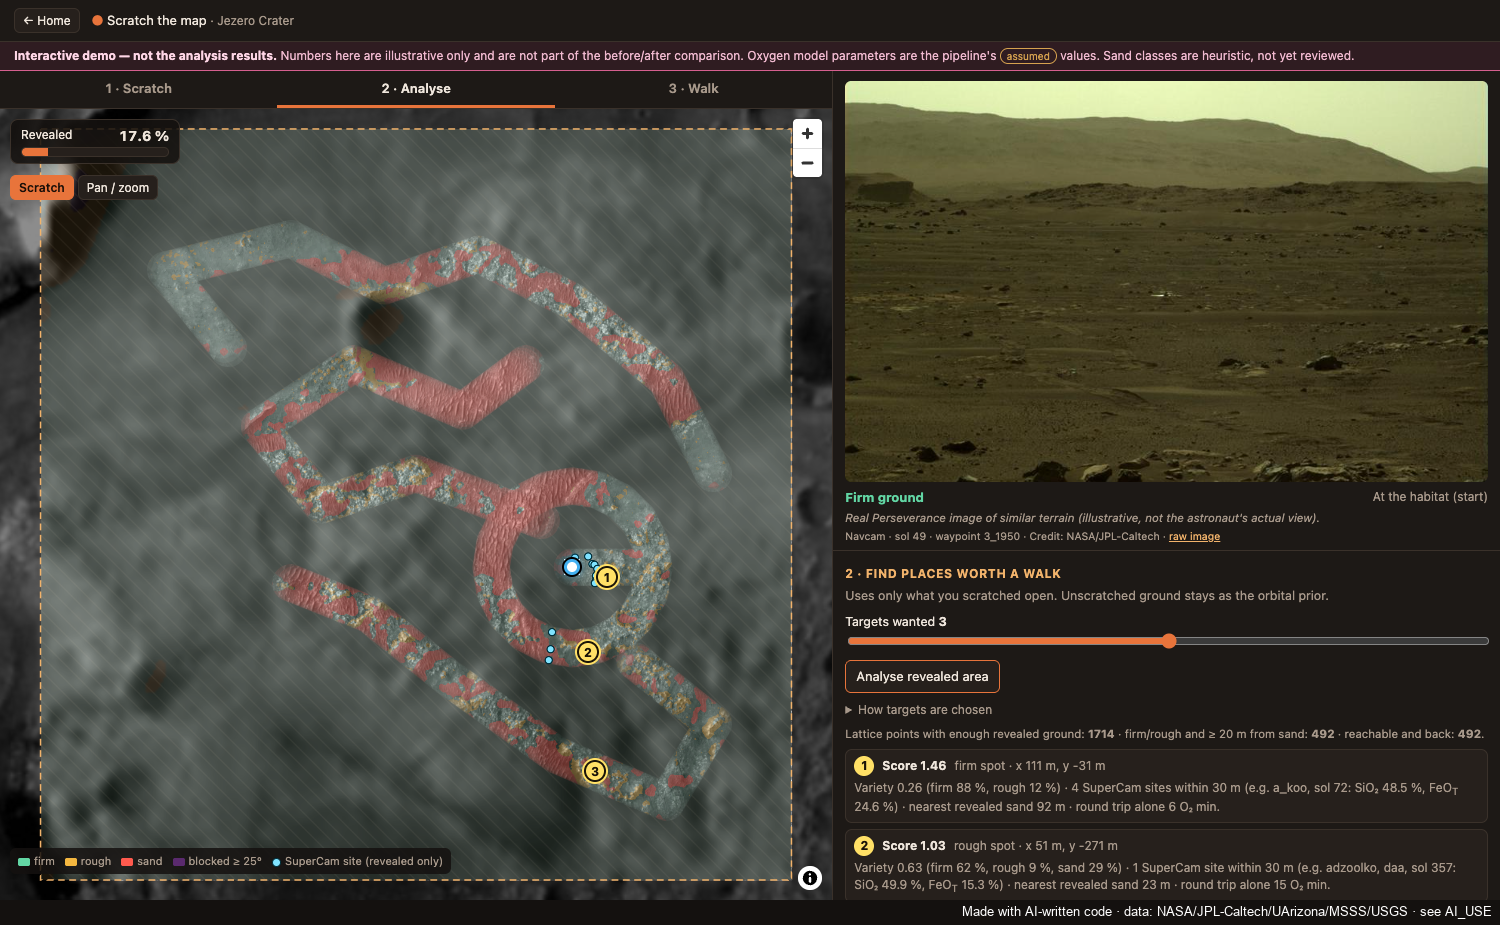 ← Home
Scratch the map · Jezero Crater
Interactive demo — not the analysis results. Numbers here are illustrative only and are not part of the before/after comparison. Oxygen model parameters are the pipeline's assumed values. Sand classes are heuristic, not yet reviewed.
1 · Scratch
2 · Analyse
3 · Walk
Revealed 17.6 %
Scratch
Pan / zoom
+
−
1
2
3
firm
rough
sand
blocked ≥ 25°
SuperCam site (revealed only)
Firm ground
At the habitat (start)
Real Perseverance image of similar terrain (illustrative, not the astronaut's actual view).
Navcam · sol 49 · waypoint 3_1950 · Credit: NASA/JPL-Caltech · raw image
2 · FIND PLACES WORTH A WALK
Uses only what you scratched open. Unscratched ground stays as the orbital prior.
Targets wanted 3
Analyse revealed area
▶ How targets are chosen
Lattice points with enough revealed ground: 1714 · firm/rough and ≥ 20 m from sand: 492 · reachable and back: 492.
1 Score 1.46 firm spot · x 111 m, y -31 m
Variety 0.26 (firm 88 %, rough 12 %) · 4 SuperCam sites within 30 m (e.g. a_koo, sol 72: SiO₂ 48.5 %, FeO_T
24.6 %) · nearest revealed sand 92 m · round trip alone 6 O₂ min.
2 Score 1.03 rough spot · x 51 m, y -271 m
Variety 0.63 (firm 62 %, rough 9 %, sand 29 %) · 1 SuperCam site within 30 m (e.g. adzoolko, daa, sol 357:
SiO₂ 49.9 %, FeO_T 15.3 %) · nearest revealed sand 23 m · round trip alone 15 O₂ min.
Made with AI-written code · data: NASA/JPL-Caltech/UArizona/MSSS/USGS · see AI_USE